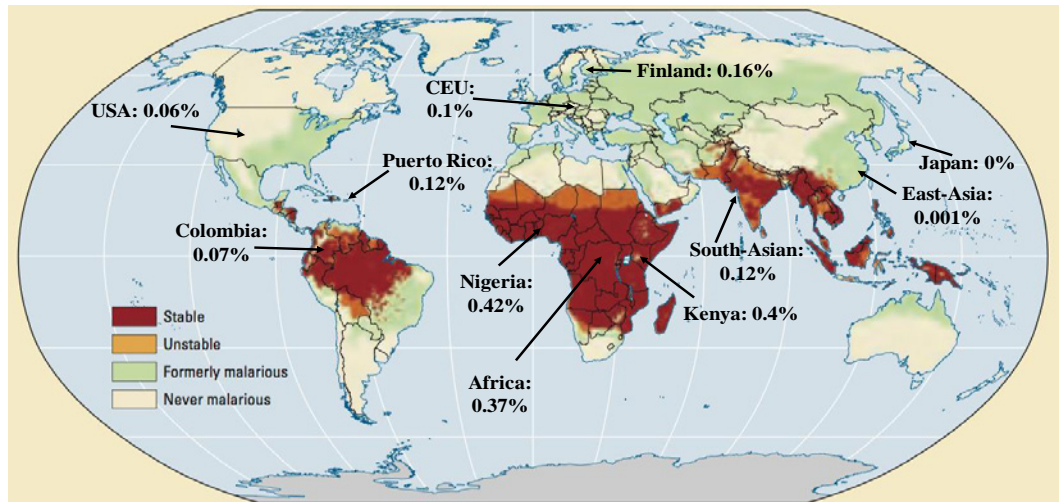 Finland: 0.16%
CEU:
0.1%
USA: 0.06%
Puerto Rico:
0.12%
Japan: 0%
East-Asia:
0.001%
Colombia:
0.07%
South-Asian:
0.12%
Nigeria:
0.42%
Kenya: 0.4%
Africa:
0.37%
Stable
Unstable
Formerly malarious
Never malarious